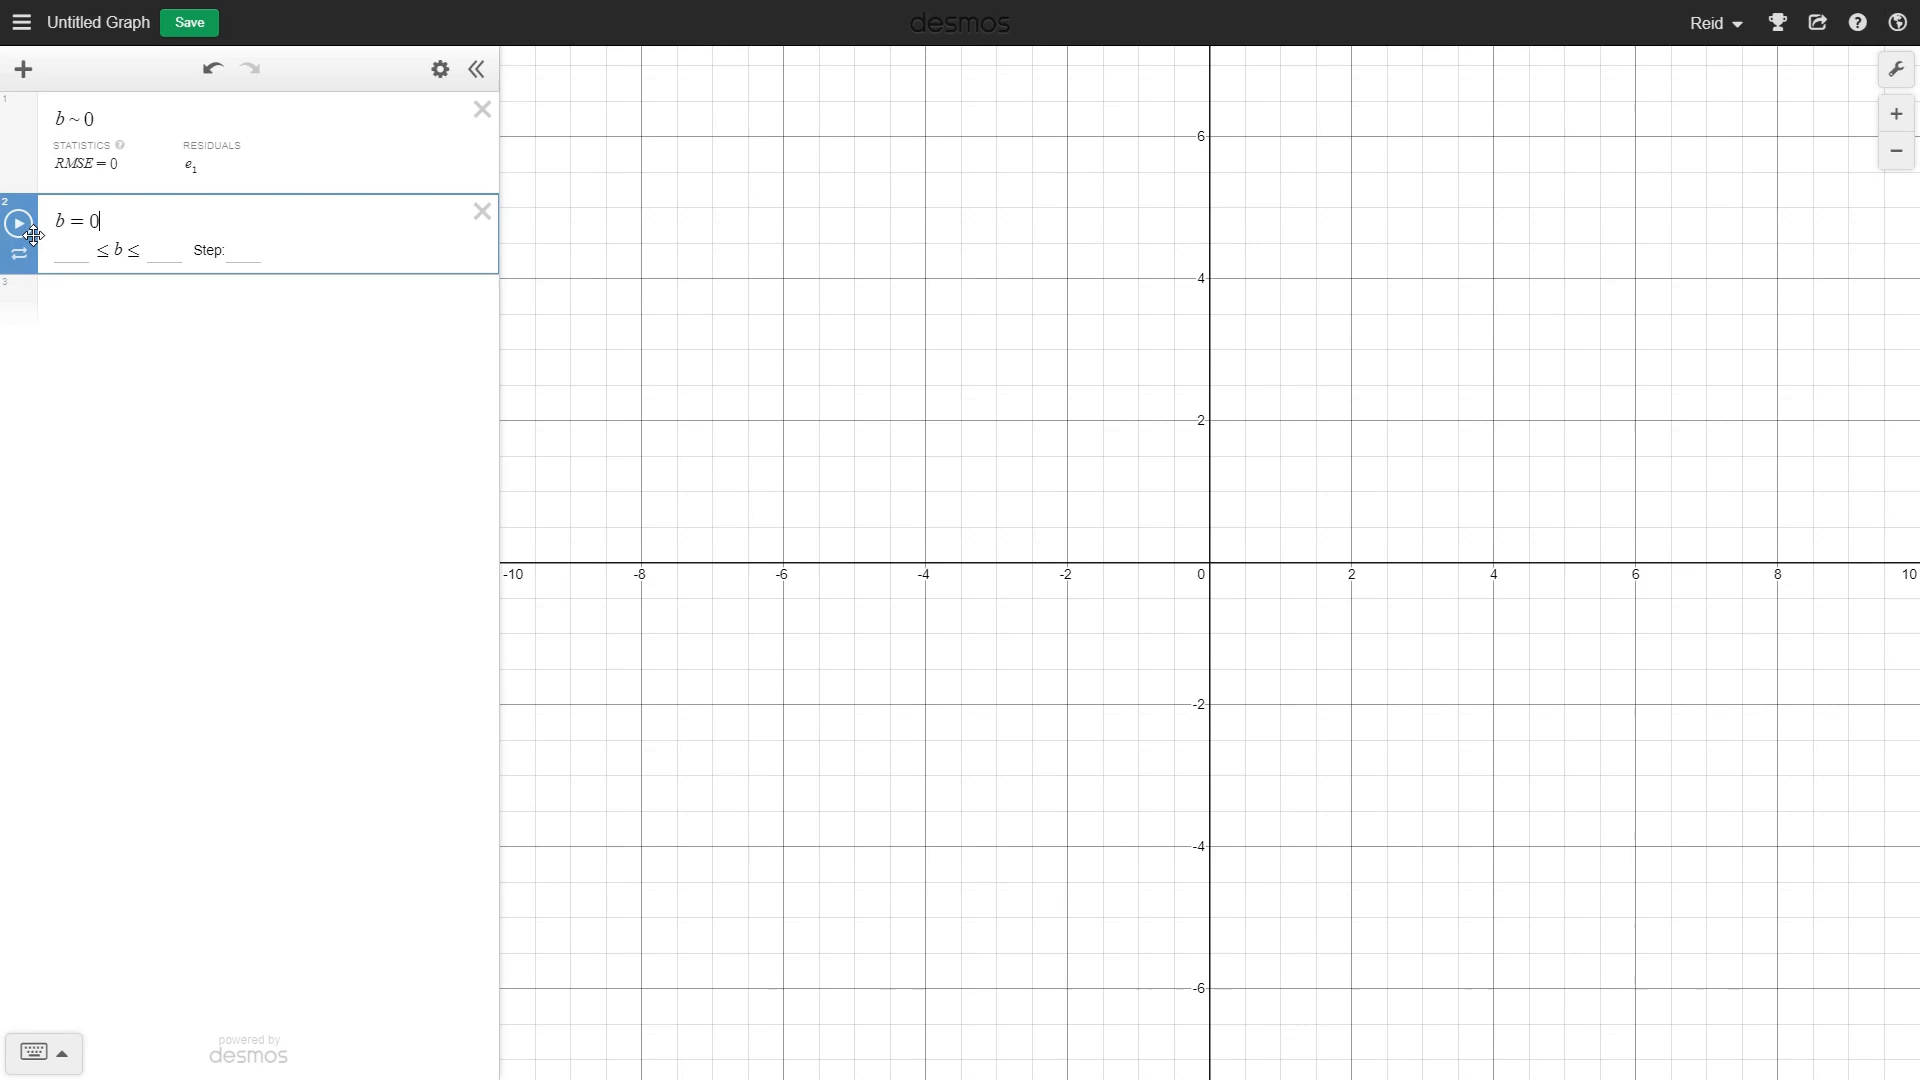 Untitled Graph Save desmos Reid
1
b ~ 0
STATISTICS ? RESIDUALS
RMSE = 0 e1
2
b = 0
≤ b ≤ Step:
3
6
4
2
-10 -8 -6 -4 -2 0 2 4 6 8 10
-2
-4
-6
powered by
desmos